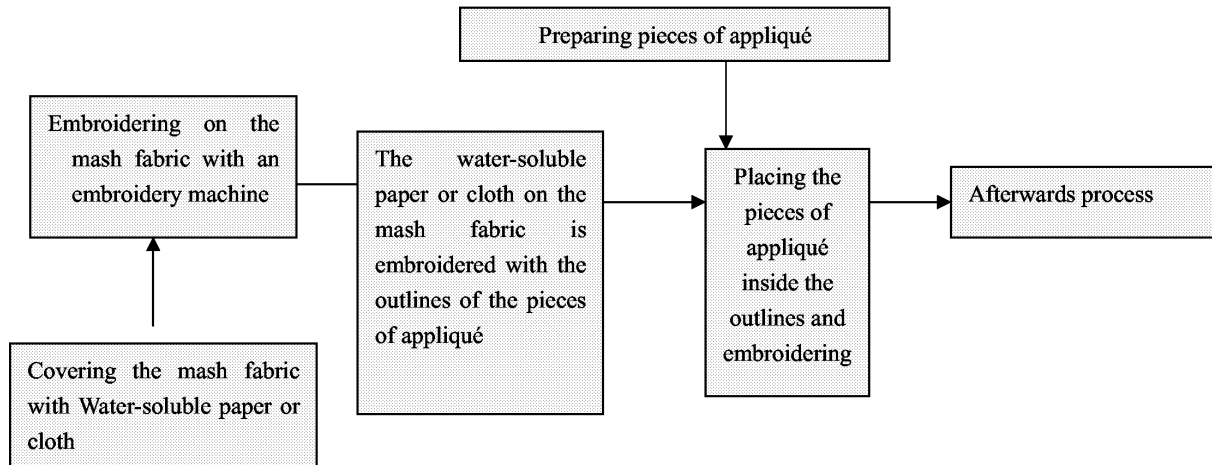 Preparing pieces of appliqué
Embroidering on the
mash fabric with an
embroidery machine
The water-soluble
paper or cloth on the
mash fabric is
embroidered with the
outlines of the pieces
of appliqué
Placing the
pieces of
appliqué
inside the
outlines and
embroidering
Afterwards process
Covering the mash fabric
with Water-soluble paper or
cloth